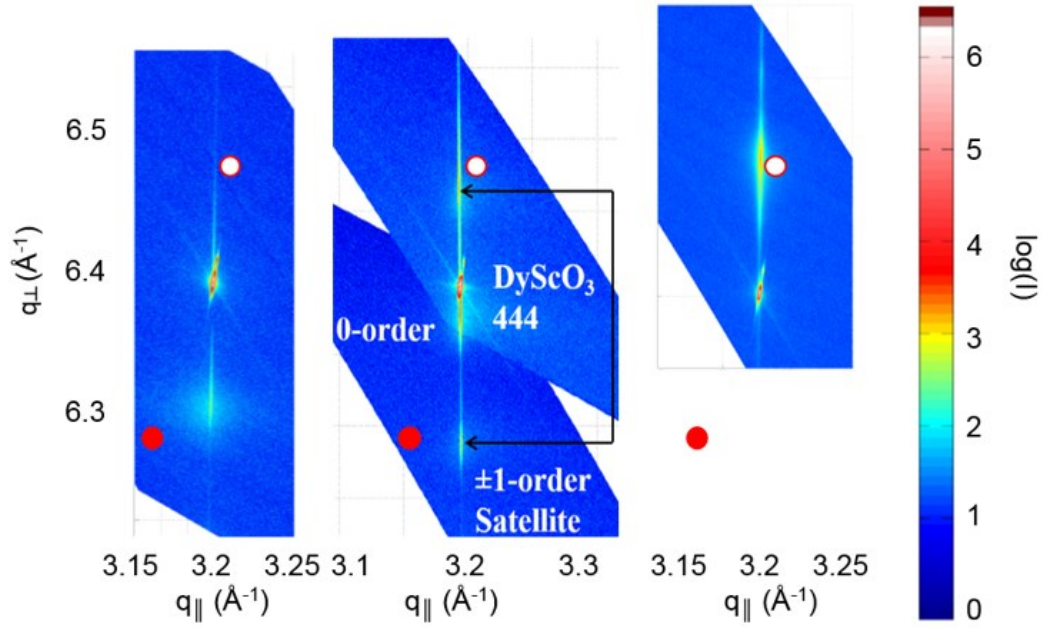 6.5
6.4
6.3
q⊥ (Å⁻¹)
3.15 3.2 3.25
q∥ (Å⁻¹)
0-order
DyScO₃
444
±1-order
Satellite
3.1 3.2 3.3
q∥ (Å⁻¹)
3.15 3.2 3.25
q∥ (Å⁻¹)
6
5
4
3
2
1
0
log(I)